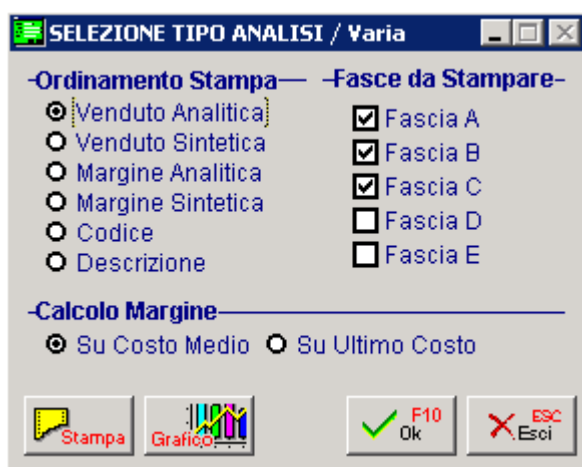 SELEZIONE TIPO ANALISI / Varia
Ordinamento Stampa
Venduto Analitica
Venduto Sintetica
Margine Analitica
Margine Sintetica
Codice
Descrizione
Fasce da Stampare
Fascia A
Fascia B
Fascia C
Fascia D
Fascia E
Calcolo Margine
Su Costo Medio Su Ultimo Costo
Stampa
Grafico
F10
Ok
ESC
Esci